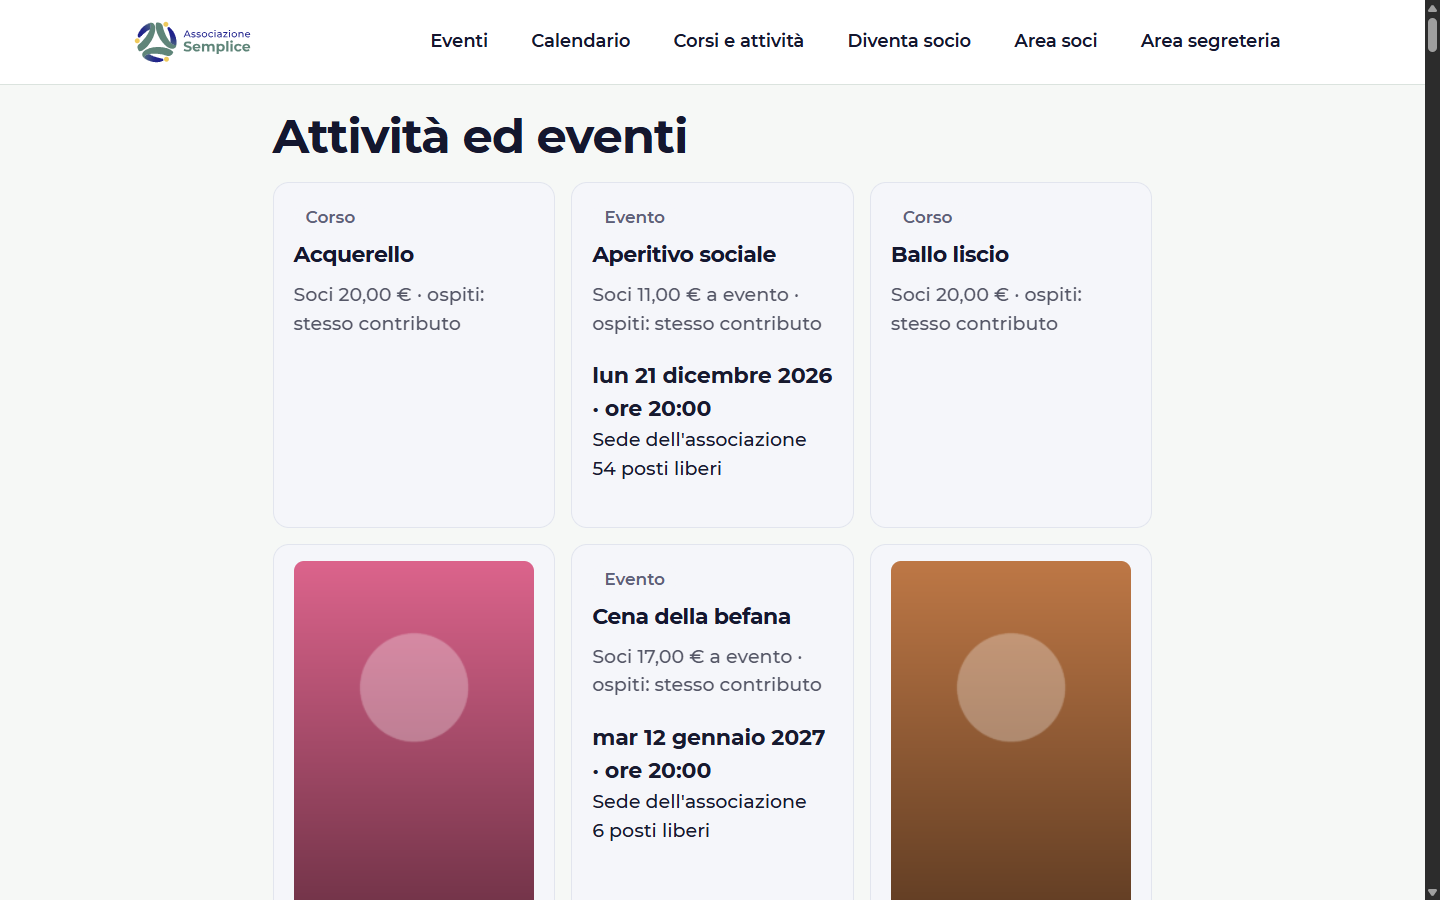 Associazione
Semplice
Eventi
Calendario
Corsi e attività
Diventa socio
Area soci
Area segreteria
Attività ed eventi
Corso
Acquerello
Soci 20,00 € · ospiti:
stesso contributo
Evento
Aperitivo sociale
Soci 11,00 € a evento ·
ospiti: stesso contributo
lun 21 dicembre 2026
· ore 20:00
Sede dell'associazione
54 posti liberi
Corso
Ballo liscio
Soci 20,00 € · ospiti:
stesso contributo
Evento
Cena della befana
Soci 17,00 € a evento ·
ospiti: stesso contributo
mar 12 gennaio 2027
· ore 20:00
Sede dell'associazione
6 posti liberi